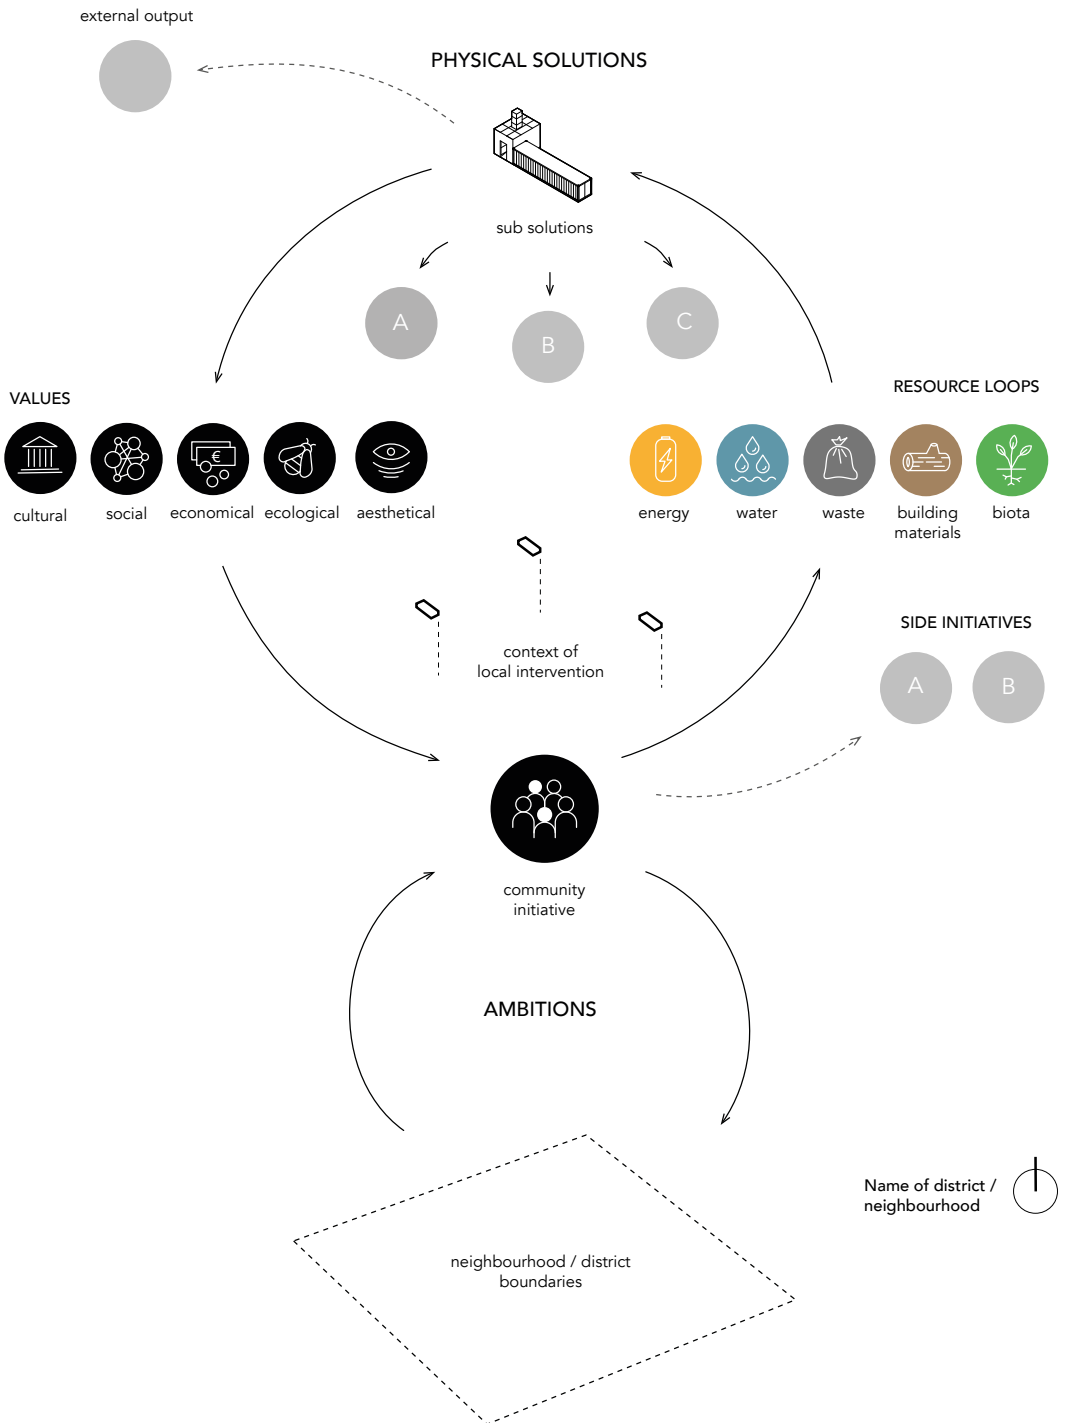 external output
PHYSICAL SOLUTIONS
sub solutions
A
B
C
VALUES
RESOURCE LOOPS
€
cultural
social
economical
ecological
aesthetical
energy
water
waste
building
materials
biota
context of
local intervention
SIDE INITIATIVES
A
B
community
initiative
AMBITIONS
Name of district /
neighbourhood
neighbourhood / district
boundaries